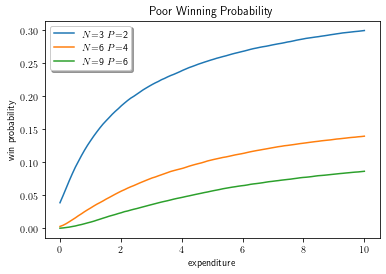 Poor Winning Probability
N=3 P=2
N=6 P=4
N=9 P=6
win probability
0.30
0.25
0.20
0.15
0.10
0.05
0.00
0 2 4 6 8 10
expenditure